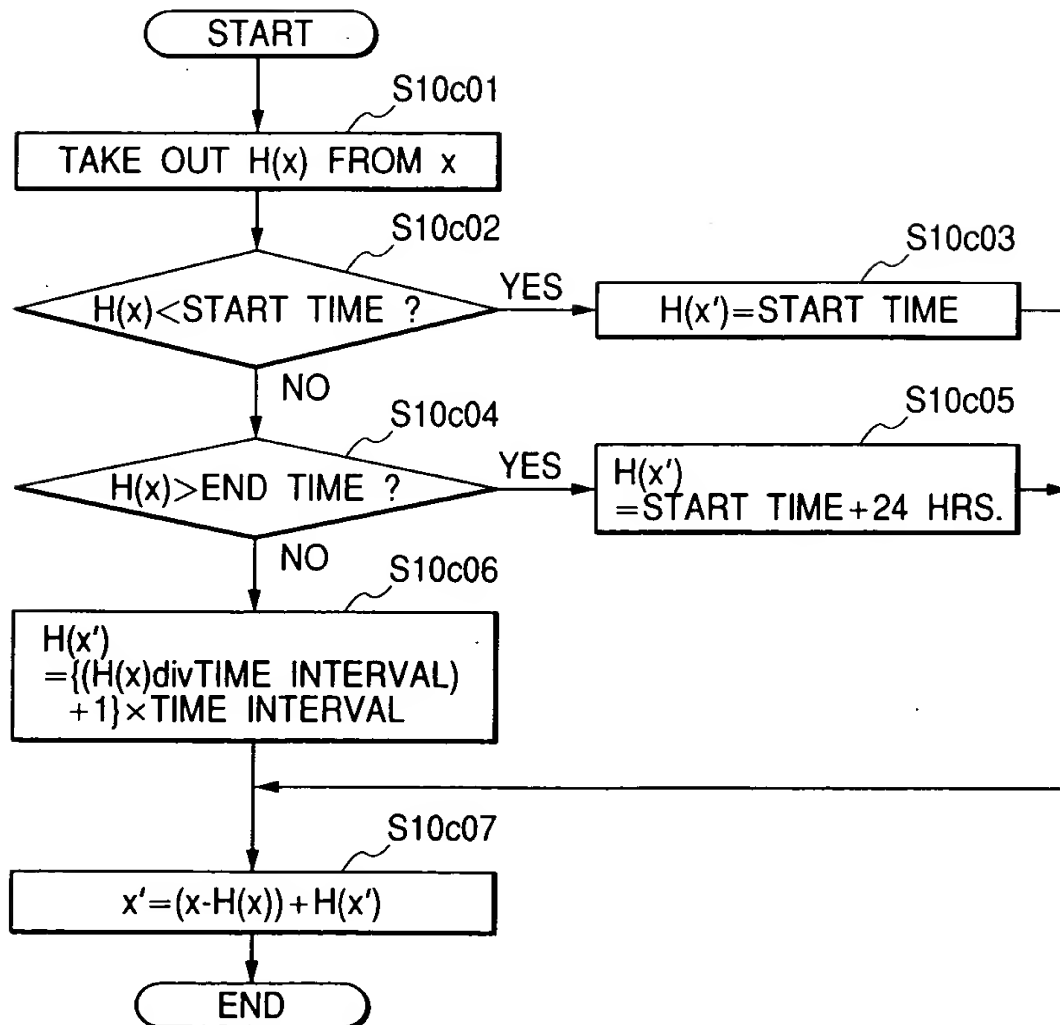 START
S10c01
TAKE OUT H(x) FROM x
S10c02
H(x)<START TIME ?
YES
S10c03
H(x')=START TIME
NO
S10c04
H(x)>END TIME ?
YES
S10c05
H(x')
=START TIME+24 HRS.
NO
S10c06
H(x')
={(H(x)divTIME INTERVAL)
+1}×TIME INTERVAL
S10c07
x'=(x-H(x))+H(x')
END